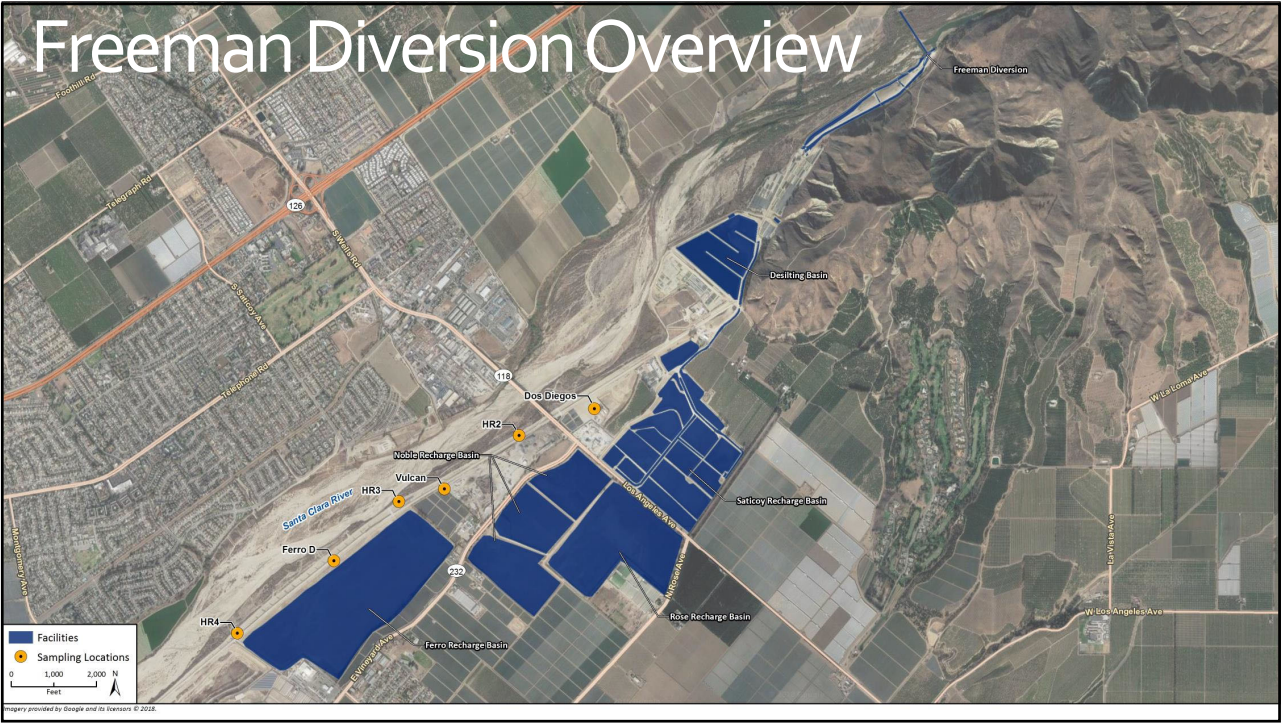 Freeman Diversion Overview
Freeman Diversion
Foothill Rd
Telegraph Rd
126
S Wells Rd
Desilting Basin
S Saticoy Ave
Telephone Rd
118
W La Loma Ave
Dos Diegos
HR2
Noble Recharge Basin
Vulcan
HR3
Santa Clara River
Los Angeles Ave
Saticoy Recharge Basin
Montgomery Ave
La Vista Ave
Ferro D
232
N Rose Ave
W Los Angeles Ave
Rose Recharge Basin
HR4
Ferro Recharge Basin
E Vineyard Ave
Facilities
Sampling Locations
0 1,000 2,000 N
Feet
Imagery provided by Google and its licensors © 2018.